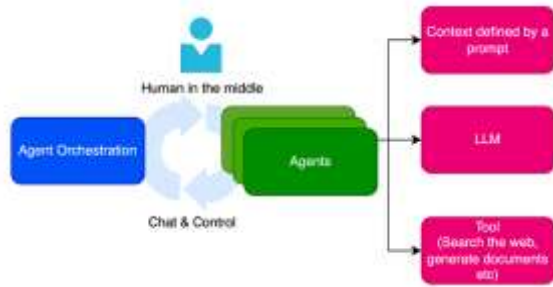 Context defined by a
prompt
Human in the middle
Agent Orchestration
Agents
LLM
Chat & Control
Tool
(Search the web,
generate documents
etc)